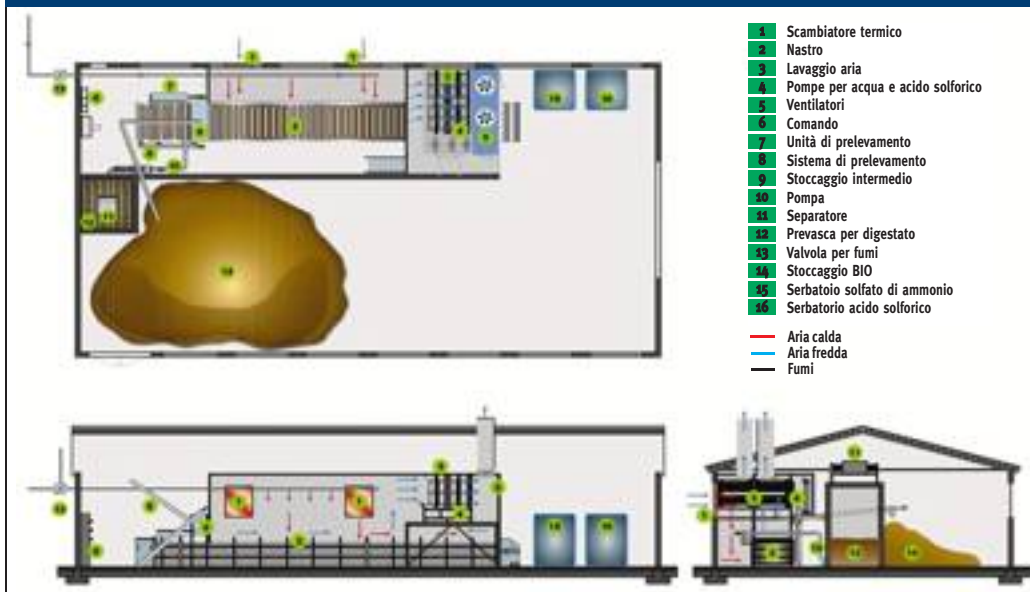 1 Scambiatore termico
2 Nastro
3 Lavaggio aria
4 Pompe per acqua e acido solforico
5 Ventilatori
6 Comando
7 Unità di prelevamento
8 Sistema di prelevamento
9 Stoccaggio intermedio
10 Pompa
11 Separatore
12 Prevasca per digestato
13 Valvola per fumi
14 Stoccaggio BIO
15 Serbatoio solfato di ammonio
16 Serbatorio acido solforico
Aria calda
Aria fredda
Fumi